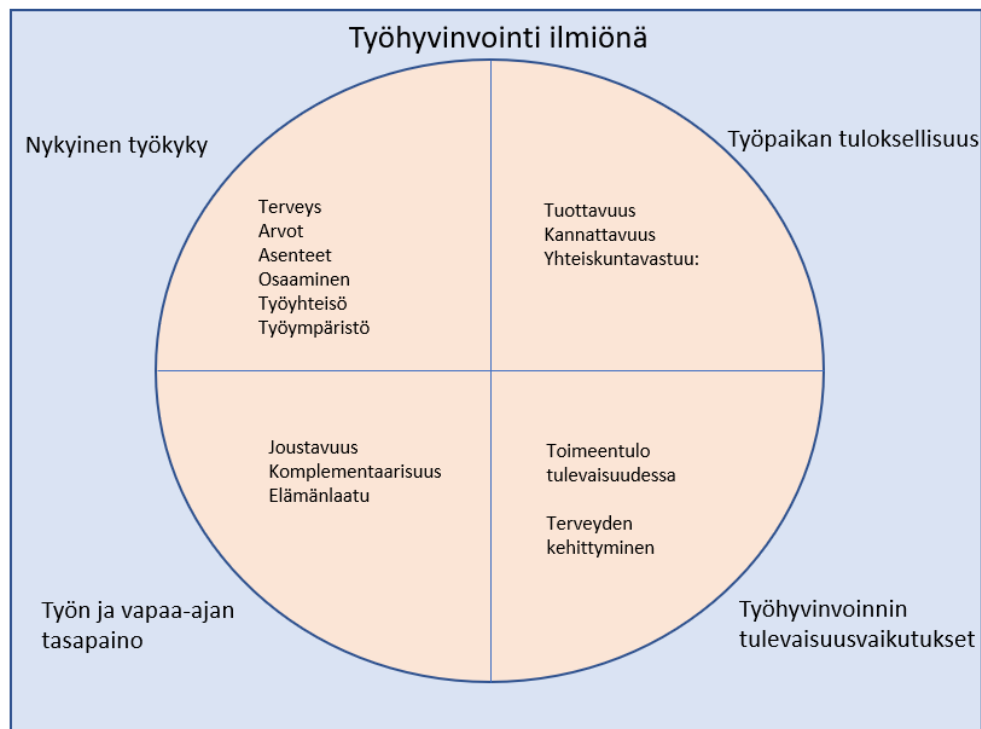 Työhyvinvointi ilmiönä
Nykyinen työkyky
Terveys
Arvot
Asenteet
Osaaminen
Työyhteisö
Työympäristö
Työpaikan tuloksellisuus
Tuottavuus
Kannattavuus
Yhteiskuntavastuu:
Joustavuus
Komplementaarisuus
Elämänlaatu
Työn ja vapaa-ajan
tasapaino
Toimeentulo
tulevaisuudessa
Terveyden
kehittyminen
Työhyvinvoinnin
tulevaisuusvaikutukset